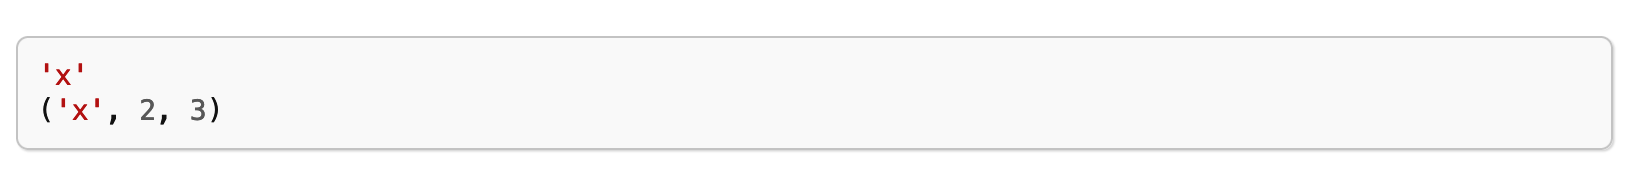 'x'
('x', 2, 3)